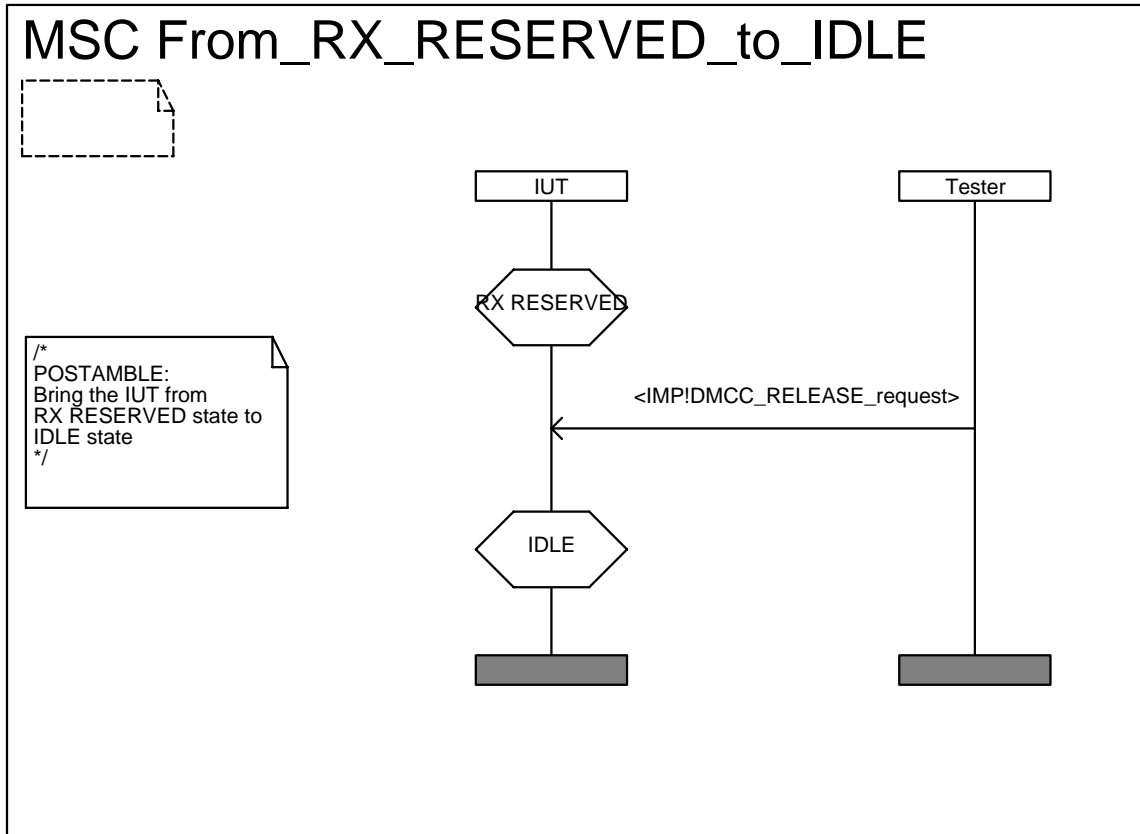 MSC From_RX_RESERVED_to_IDLE
IUT
Tester
RX RESERVED
/*
POSTAMBLE:
Bring the IUT from
RX RESERVED state to
IDLE state
*/
<IMP!DMCC_RELEASE_request>
IDLE